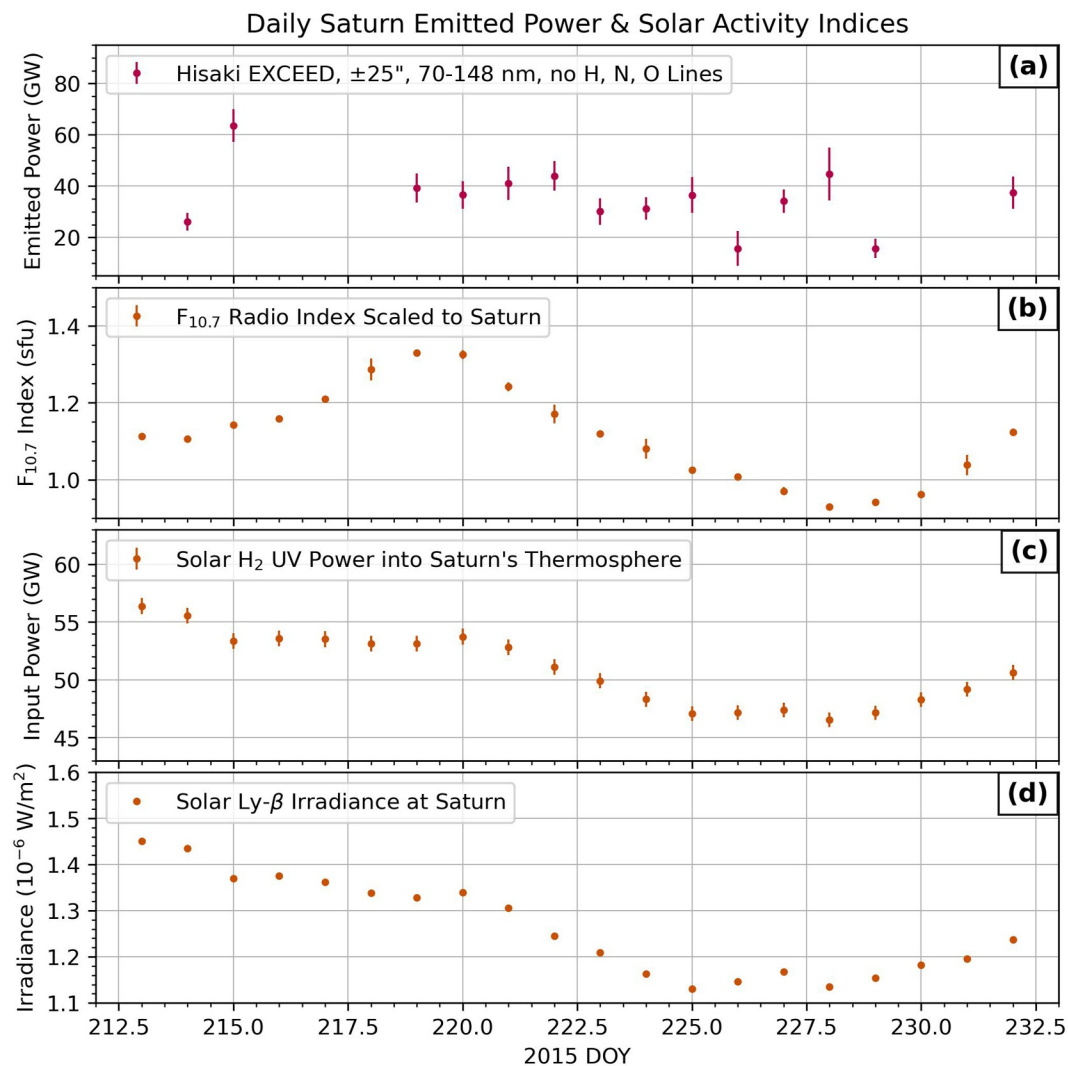 Daily Saturn Emitted Power & Solar Activity Indices
Emitted Power (GW)
80
60
40
20
Hisaki EXCEED, ±25", 70-148 nm, no H, N, O Lines
(a)
F₁₀.₇ Index (sfu)
1.4
1.2
1.0
F₁₀.₇ Radio Index Scaled to Saturn
(b)
Input Power (GW)
60
55
50
45
Solar H₂ UV Power into Saturn's Thermosphere
(c)
Irradiance (10⁻⁶ W/m²)
1.6
1.5
1.4
1.3
1.2
1.1
Solar Ly-β Irradiance at Saturn
(d)
212.5 215.0 217.5 220.0 222.5 225.0 227.5 230.0 232.5
2015 DOY